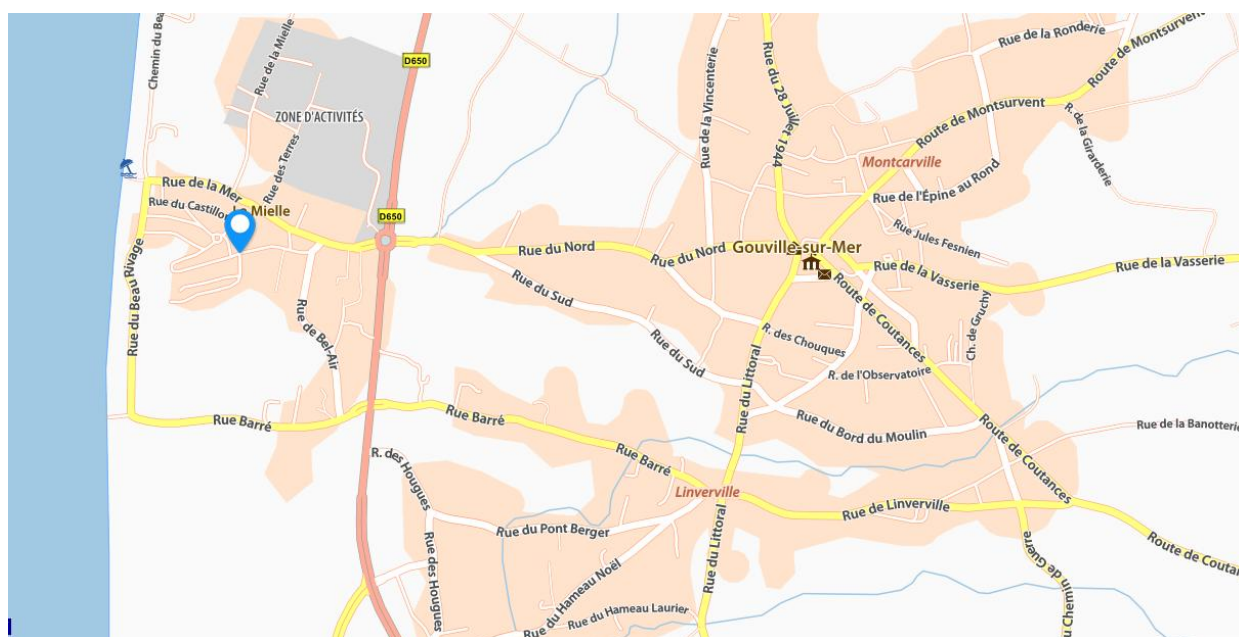 Chemin du Beau
Rue de la Mielle
D650
ZONE D'ACTIVITÉS
Rue des Terres
Rue de la Mer
Rue du Castillon
Mielle
D650
Rue du Beau Rivage
Rue de Bel-Air
Rue Barré
Rue Barré
Rue Barré
R. des Hougues
Rue des Hougues
Rue du Pont Berger
Rue du Hameau Noël
Rue du Hameau Laurier
Linverville
Rue du Littoral
Rue du Littoral
Rue de Linverville
Rue du Nord
Rue du Nord
Rue du Sud
Rue du Sud
Rue de la Vincenterie
Rue du 28 Juillet 1944
Rue de la Ronderie
Route de Montsurvent
Route de Montsurvent
R. de la Girarderie
Montcarville
Rue de l'Épine au Rond
Rue Jules Fesnien
Gouville-sur-Mer
Rue de la Vasserie
Rue de la Vasserie
Route de Coutances
Ch. de Gruchy
R. des Chouques
R. de l'Observatoire
Rue du Bord du Moulin
Route de Coutances
Rue de la Banotterie
Route de Coutan
u Chemin de Guerre